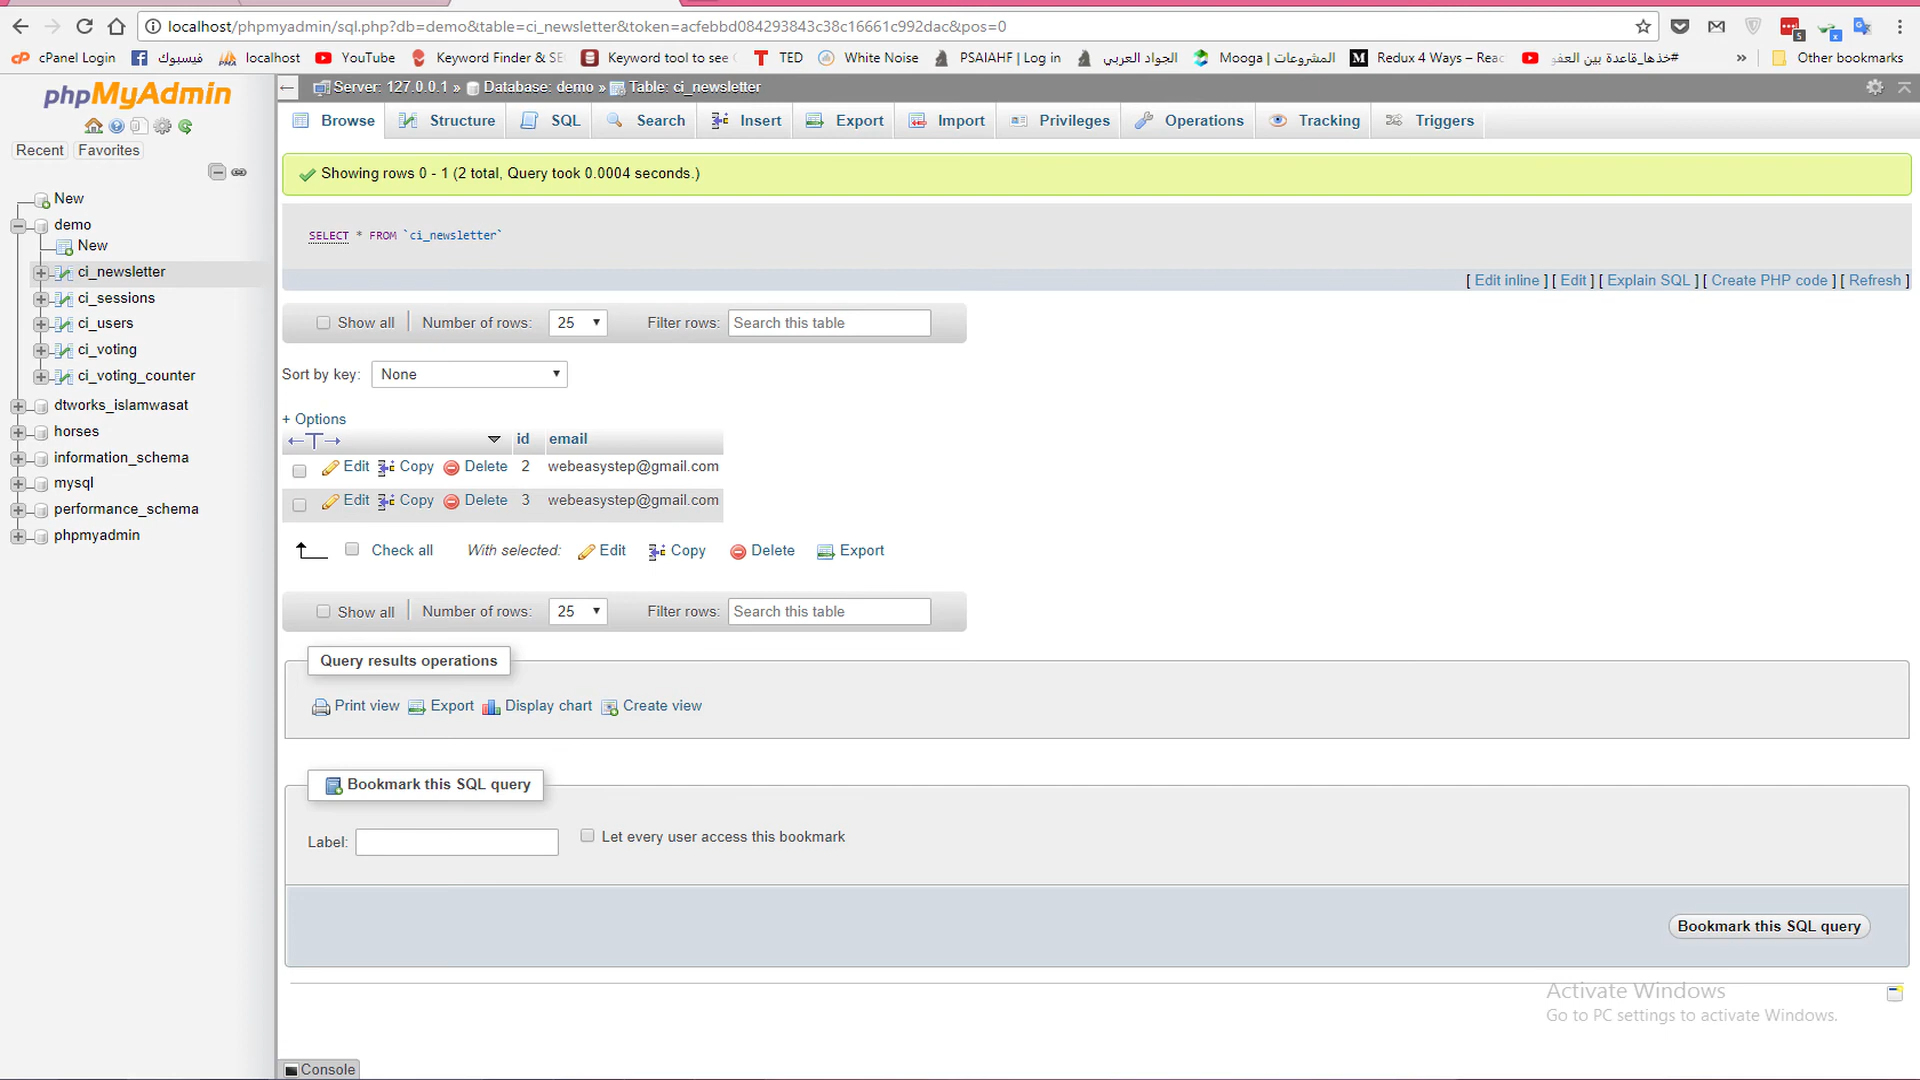 localhost/phpmyadmin/sql.php?db=demo&table=ci_newsletter&token=acfebbd084293843c38c16661c992dac&pos=0
5
x
cPanel Login
فيسبوك
localhost
YouTube
Keyword Finder & SE
Keyword tool to see
TED
White Noise
PSAIAHF | Log in
الجواد العربي
Mooga | المشروعات
Redux 4 Ways – Reac
#خذها_قاعدة بين العفو
»
Other bookmarks
phpMyAdmin
Server: 127.0.0.1 » Database: demo » Table: ci_newsletter
Browse
Structure
SQL
Search
Insert
Export
Import
Privileges
Operations
Tracking
Triggers
Recent
Favorites
New
demo
New
ci_newsletter
ci_sessions
ci_users
ci_voting
ci_voting_counter
dtworks_islamwasat
horses
information_schema
mysql
performance_schema
phpmyadmin
Showing rows 0 - 1 (2 total, Query took 0.0004 seconds.)
SELECT * FROM `ci_newsletter`
[ Edit inline ] [ Edit ] [ Explain SQL ] [ Create PHP code ] [ Refresh ]
Show all | Number of rows: 25 Filter rows: Search this table
Sort by key: None
+ Options
id email
Edit Copy Delete 2 webeasystep@gmail.com
Edit Copy Delete 3 webeasystep@gmail.com
Check all With selected: Edit Copy Delete Export
Show all | Number of rows: 25 Filter rows: Search this table
Query results operations
Print view Export Display chart Create view
Bookmark this SQL query
Label: Let every user access this bookmark
Bookmark this SQL query
Activate Windows
Go to PC settings to activate Windows.
Console